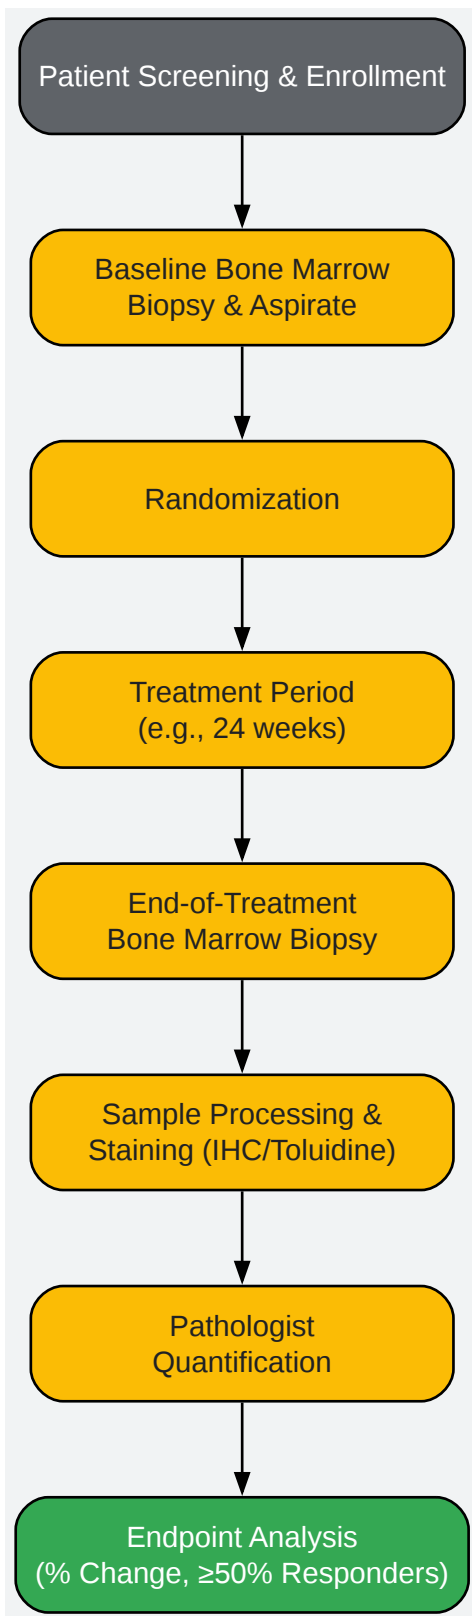 Patient Screening & Enrollment
Baseline Bone Marrow
Biopsy & Aspirate
Randomization
Treatment Period
(e.g., 24 weeks)
End-of-Treatment
Bone Marrow Biopsy
Sample Processing &
Staining (IHC/Toluidine)
Pathologist
Quantification
Endpoint Analysis
(% Change, ≥50% Responders)